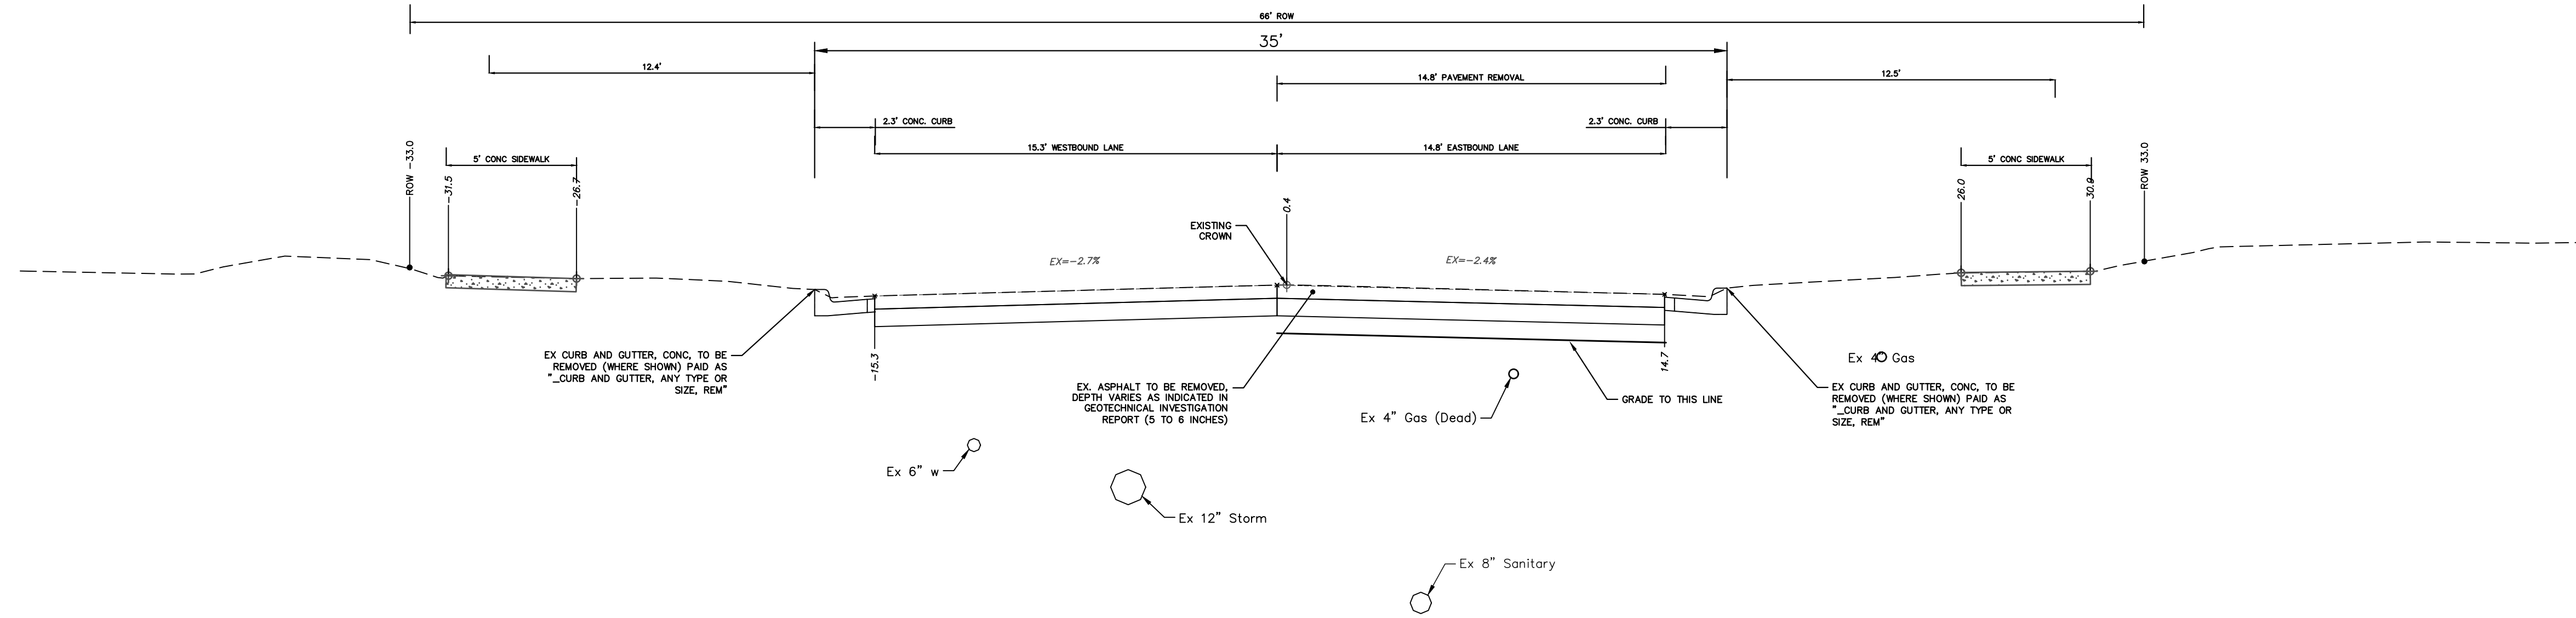 66' ROW
35'
12.4'
14.8' PAVEMENT REMOVAL
12.5'
2.3' CONC. CURB
2.3' CONC. CURB
15.3' WESTBOUND LANE
14.8' EASTBOUND LANE
ROW -33.0
5' CONC SIDEWALK
-31.5
-26.7
5' CONC SIDEWALK
26.0
30.9
ROW 33.0
0.4
EXISTING
CROWN
EX=-2.7%
EX=-2.4%
EX CURB AND GUTTER, CONC, TO BE
REMOVED (WHERE SHOWN) PAID AS
"_CURB AND GUTTER, ANY TYPE OR
SIZE, REM"
-15.3
14.7
EX. ASPHALT TO BE REMOVED,
DEPTH VARIES AS INDICATED IN
GEOTECHNICAL INVESTIGATION
REPORT (5 TO 6 INCHES)
GRADE TO THIS LINE
Ex 4" Gas (Dead)
Ex 4" Gas
EX CURB AND GUTTER, CONC, TO BE
REMOVED (WHERE SHOWN) PAID AS
"_CURB AND GUTTER, ANY TYPE OR
SIZE, REM"
Ex 6" w
Ex 12" Storm
Ex 8" Sanitary